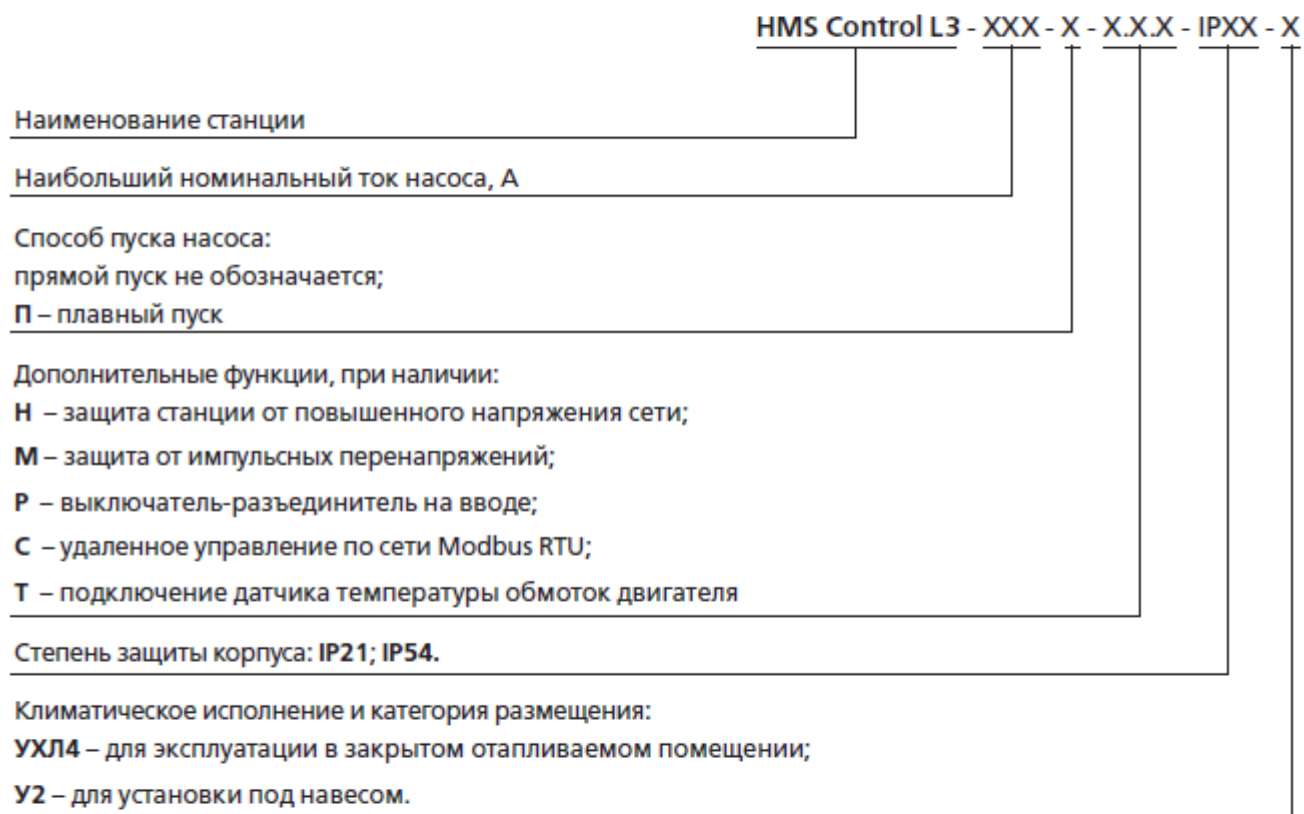 HMS Control L3 - XXX - X - X.X.X - IPXX - X
Наименование станции
Наибольший номинальный ток насоса, А
Способ пуска насоса:
прямой пуск не обозначается;
П – плавный пуск
Дополнительные функции, при наличии:
Н – защита станции от повышенного напряжения сети;
М – защита от импульсных перенапряжений;
Р – выключатель-разъединитель на вводе;
С – удаленное управление по сети Modbus RTU;
Т – подключение датчика температуры обмоток двигателя
Степень защиты корпуса: IP21; IP54.
Климатическое исполнение и категория размещения:
УХЛ4 – для эксплуатации в закрытом отапливаемом помещении;
У2 – для установки под навесом.